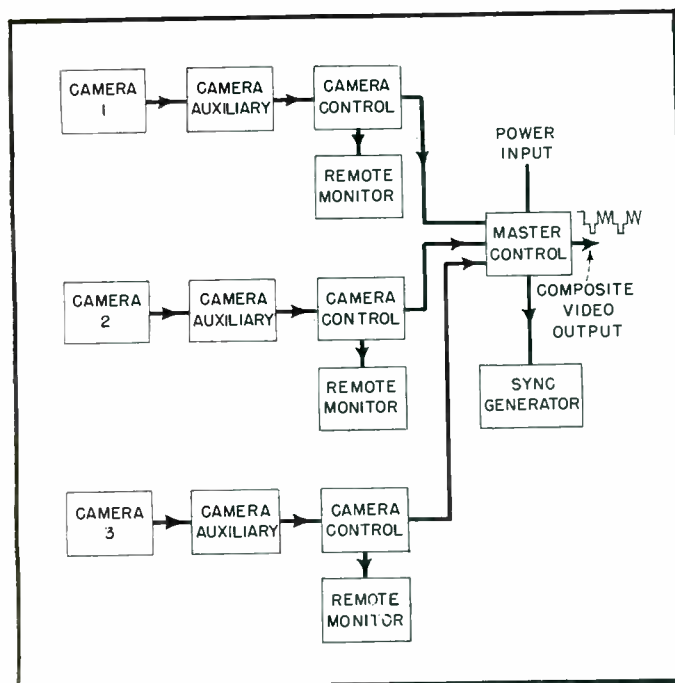 CAMERA
1
CAMERA
AUXILIARY
CAMERA
CONTROL
REMOTE
MONITOR
POWER
INPUT
MASTER
CONTROL
COMPOSITE
VIDEO
OUTPUT
SYNC
GENERATOR
CAMERA
2
CAMERA
AUXILIARY
CAMERA
CONTROL
REMOTE
MONITOR
CAMERA
3
CAMERA
AUXILIARY
CAMERA
CONTROL
REMOTE
MONITOR